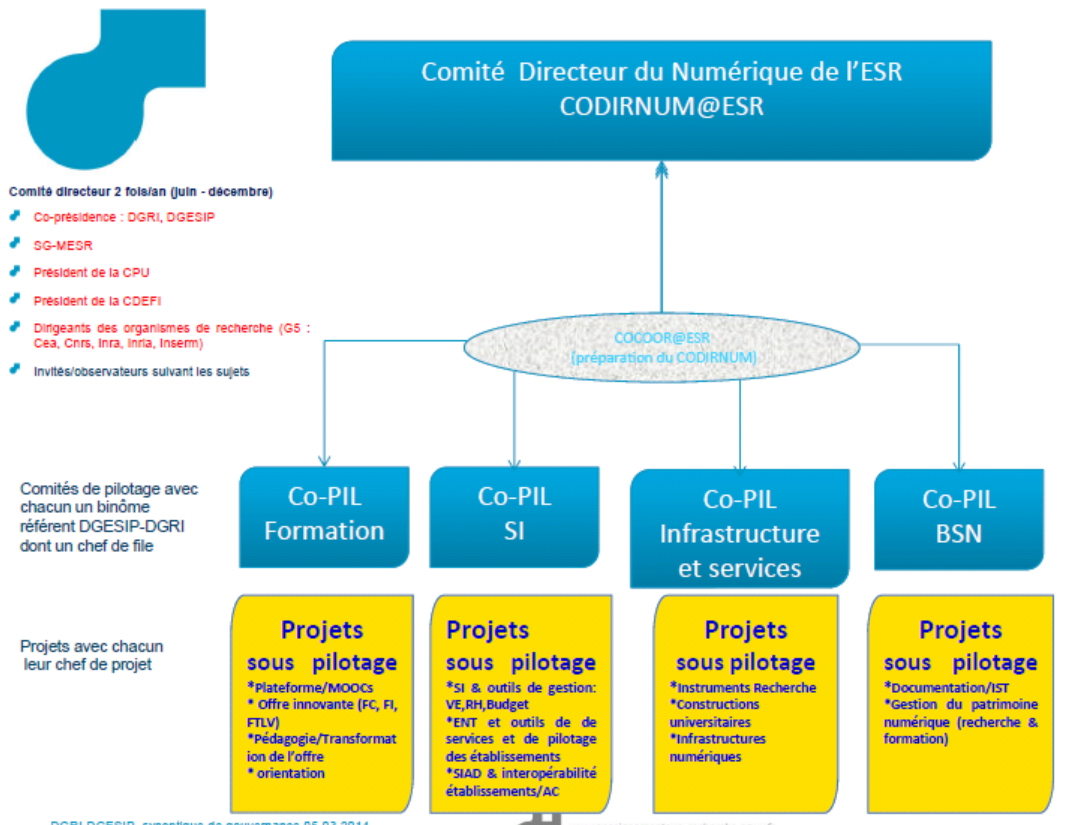 Comité Directeur du Numérique de l'ESR
CODIRNUM@ESR
Comité directeur 2 fois/an (juin - décembre)
Co-présidence : DGRI, DGESIP
SG-MESR
Président de la CPU
Président de la CDEFI
Dirigeants des organismes de recherche (G5 :
Cea, Cnrs, Inra, Inria, Inserm)
Invités/observateurs suivant les sujets
COCOOR@ESR
(préparation du CODIRNUM)
Comités de pilotage avec
chacun un binôme
référent DGESIP-DGRI
dont un chef de file
Co-PIL
Formation
Co-PIL
SI
Co-PIL
Infrastructure
et services
Co-PIL
BSN
Projets avec chacun
leur chef de projet
Projets
sous pilotage
*Plateforme/MOOCs
* Offre innovante (FC, FI,
FTLV)
*Pédagogie/Transformat
ion de l'offre
* orientation
Projets
sous pilotage
*SI & outils de gestion:
VE,RH,Budget
*ENT et outils de de
services et de pilotage
des établissements
*SIAD & interopérabilité
établissements/AC
Projets
sous pilotage
*Instruments Recherche
*Constructions
universitaires
*Infrastructures
numériques
Projets
sous pilotage
*Documentation/IST
*Gestion du patrimoine
numérique (recherche &
formation)